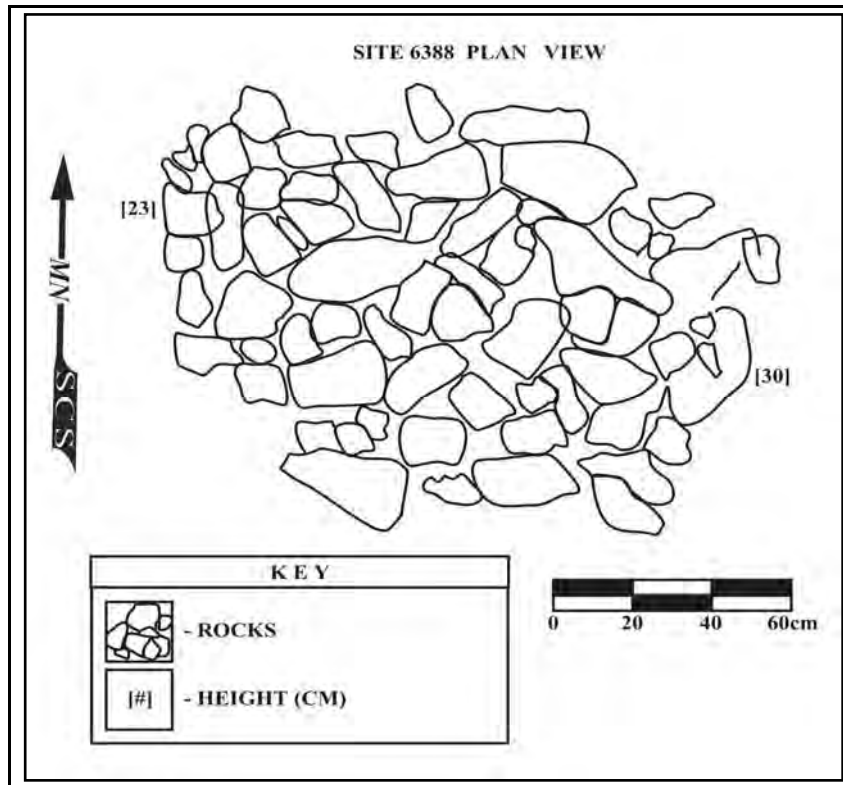 SITE 6388 PLAN VIEW
[23]
MN
SCS
[30]
KEY
- ROCKS
[#] - HEIGHT (CM)
0 20 40 60cm